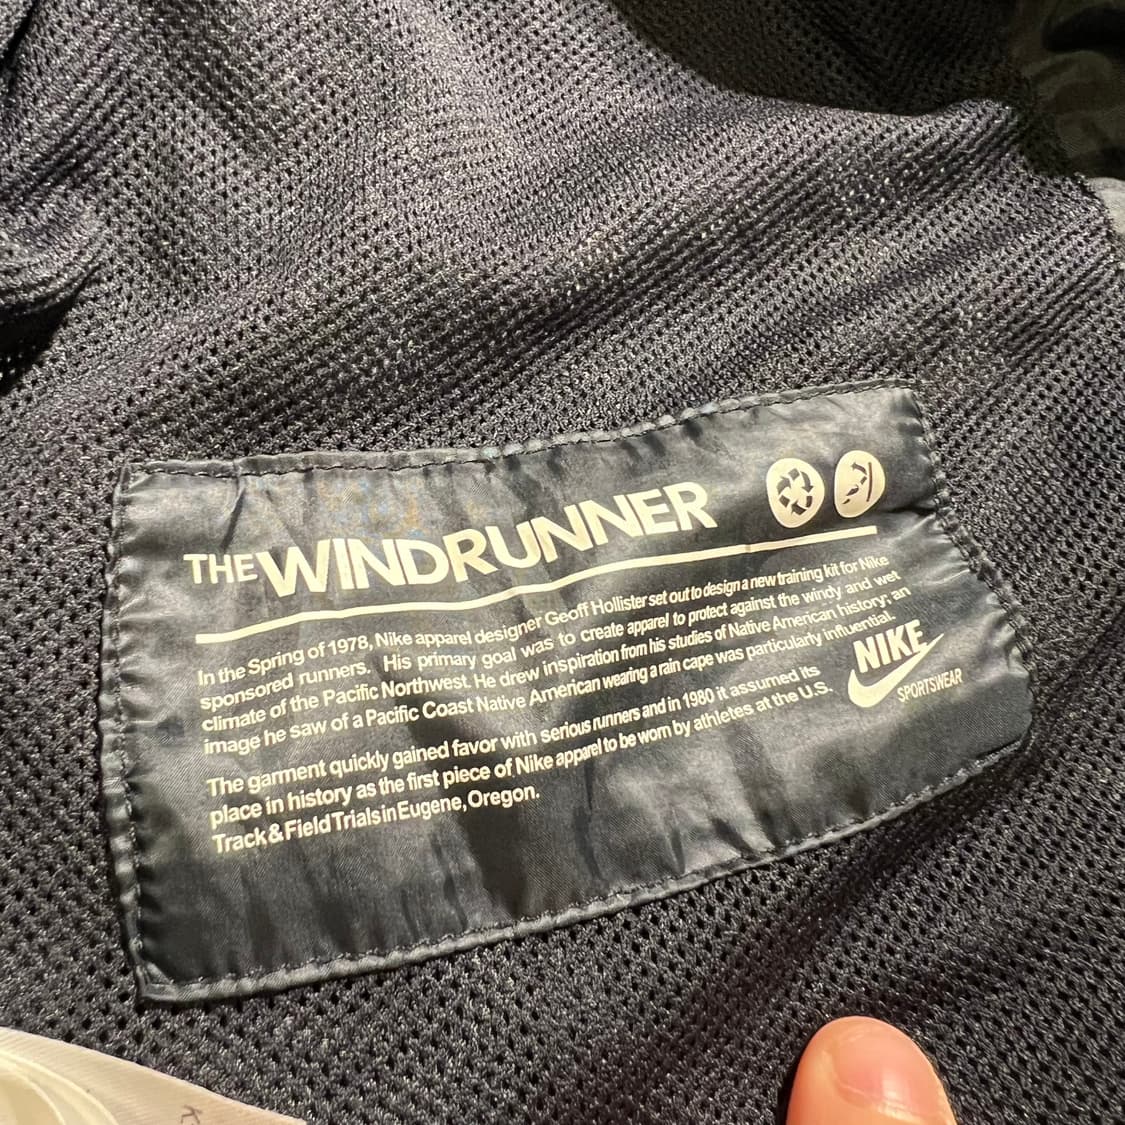 THE WINDRUNNER
In the Spring of 1978, Nike apparel designer Geoff Hollister set out to design a new training kit for Nike
sponsored runners. His primary goal was to create apparel to protect against the windy and wet
climate of the Pacific Northwest. He drew inspiration from his studies of Native American history; an
image he saw of a Pacific Coast Native American wearing a rain cape was particularly influential.
The garment quickly gained favor with serious runners and in 1980 it assumed its
place in history as the first piece of Nike apparel to be worn by athletes at the U.S.
Track & Field Trials in Eugene, Oregon.
NIKE
SPORTSWEAR